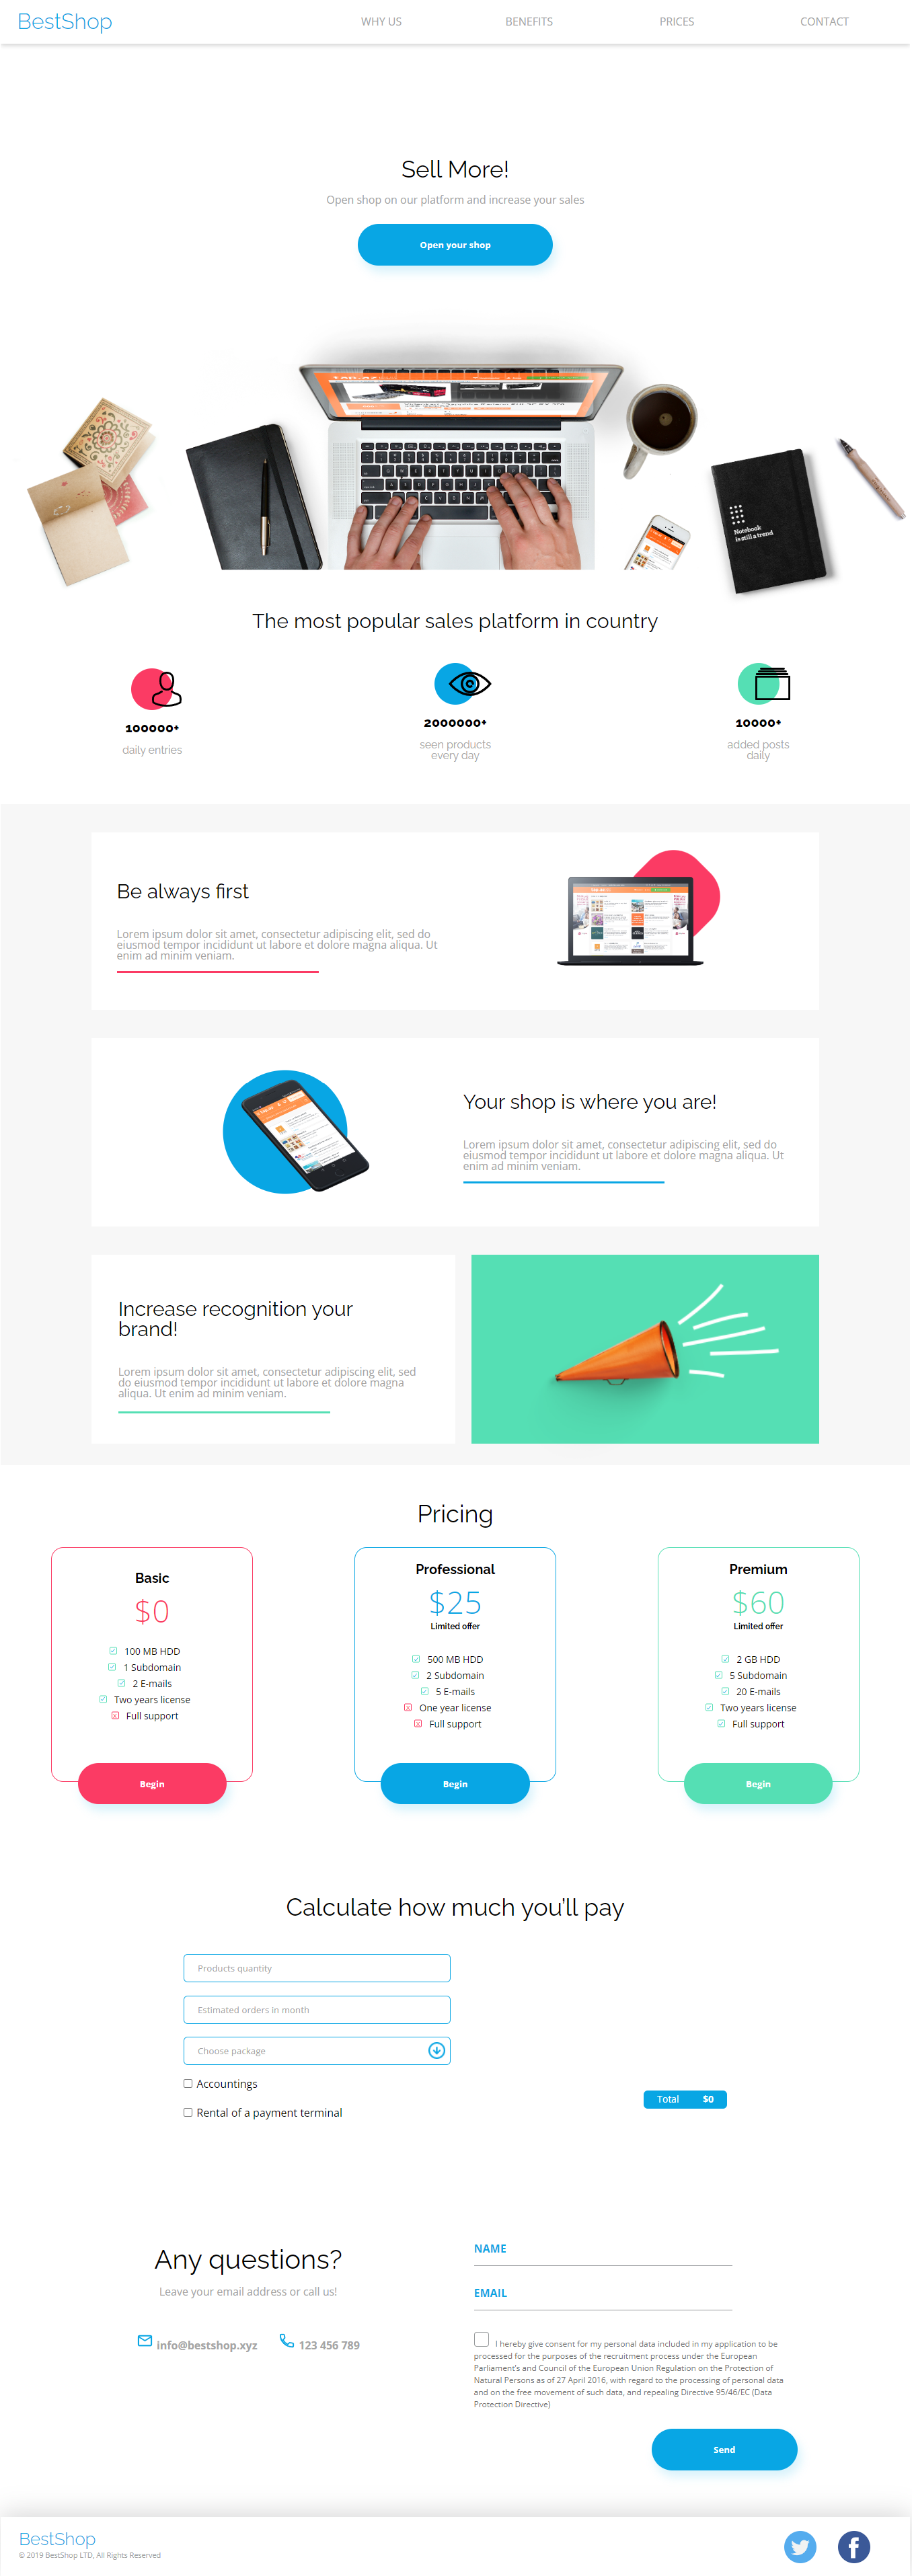 BestShop
WHY US
BENEFITS
PRICES
CONTACT
Sell More!
Open shop on our platform and increase your sales
Open your shop
Notebook
is still a trend
The most popular sales platform in country
100000+
daily entries
2000000+
seen products
every day
10000+
added posts
daily
Be always first
Lorem ipsum dolor sit amet, consectetur adipiscing elit, sed do
eiusmod tempor incididunt ut labore et dolore magna aliqua. Ut
enim ad minim veniam.
Your shop is where you are!
Lorem ipsum dolor sit amet, consectetur adipiscing elit, sed do
eiusmod tempor incididunt ut labore et dolore magna aliqua. Ut
enim ad minim veniam.
Increase recognition your
brand!
Lorem ipsum dolor sit amet, consectetur adipiscing elit, sed
do eiusmod tempor incididunt ut labore et dolore magna
aliqua. Ut enim ad minim veniam.
Pricing
Basic
$0
100 MB HDD
1 Subdomain
2 E-mails
Two years license
Full support
Begin
Professional
$25
Limited offer
500 MB HDD
2 Subdomain
5 E-mails
One year license
Full support
Begin
Premium
$60
Limited offer
2 GB HDD
5 Subdomain
20 E-mails
Two years license
Full support
Begin
Calculate how much you'll pay
Products quantity
Estimated orders in month
Choose package
Accountings
Rental of a payment terminal
Total $0
Any questions?
Leave your email address or call us!
info@bestshop.xyz
123 456 789
NAME
EMAIL
I hereby give consent for my personal data included in my application to be
processed for the purposes of the recruitment process under the European
Parliament's and Council of the European Union Regulation on the Protection of
Natural Persons as of 27 April 2016, with regard to the processing of personal data
and on the free movement of such data, and repealing Directive 95/46/EC (Data
Protection Directive)
Send
BestShop
© 2019 BestShop LTD, All Rights Reserved